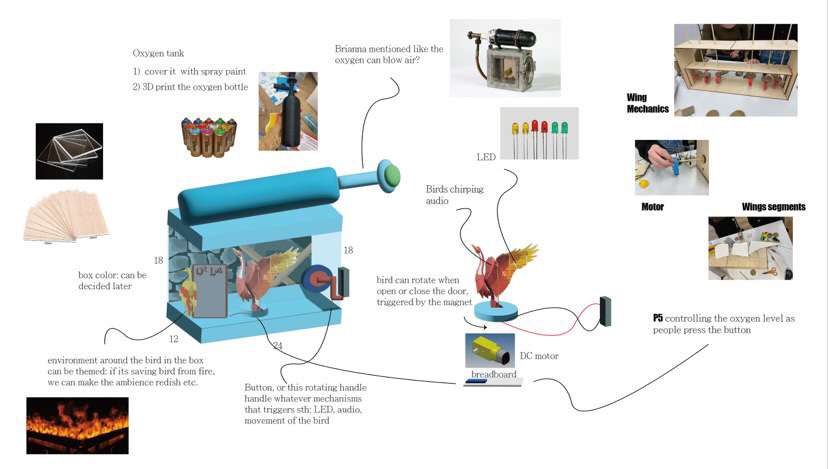 Oxygen tank
1) cover it with spray paint
2) 3D print the oxygen bottle
Brianna mentioned like the
oxygen can blow air?
Wing
Mechanics
LED
Birds chirping
audio
Motor
Wings segments
18
18
box color: can be
decided later
bird can rotate when
open or close the door,
triggered by the magnet
P5 controlling the oxygen level as
people press the button
12
24
DC motor
breadboard
environment around the bird in the box
can be themed: if its saving bird from fire,
we can make the ambience redish etc.
Button, or this rotating handle
handle whatever mechanisms
that triggers sth: LED, audio,
movement of the bird